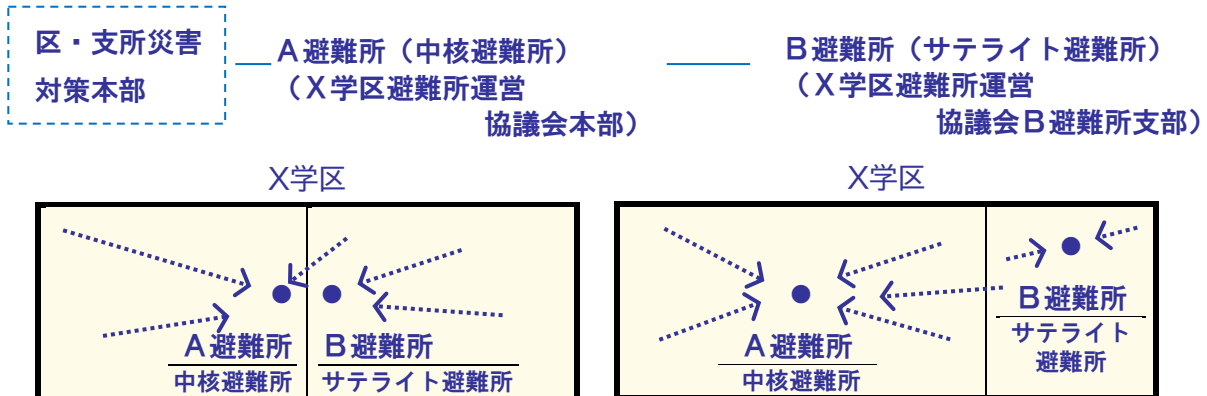 区・支所災害
対策本部
A避難所（中核避難所）
（X学区避難所運営
協議会本部）
B避難所（サテライト避難所）
（X学区避難所運営
協議会B避難所支部）
X学区
A避難所
中核避難所
B避難所
サテライト避難所
X学区
A避難所
中核避難所
B避難所
サテライト
避難所